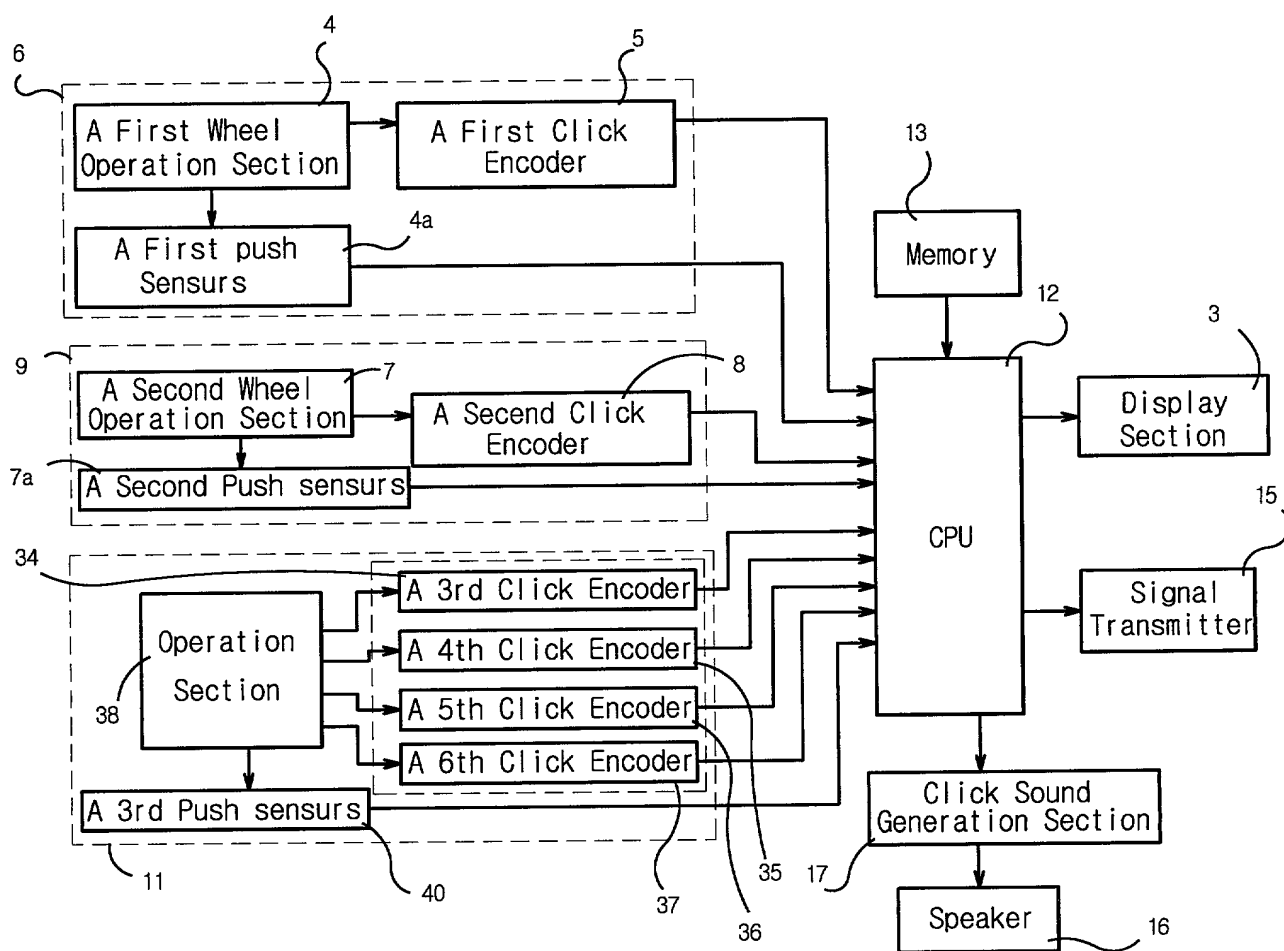 6
4
5
A First Wheel
Operation Section
A First Click
Encoder
4a
A First push
Sensurs
13
Memory
12
3
9
7
8
A Second Wheel
Operation Section
A Secend Click
Encoder
7a
A Second Push sensurs
CPU
Display
Section
15
Signal
Transmitter
34
A 3rd Click Encoder
Operation
Section
38
A 4th Click Encoder
A 5th Click Encoder
A 6th Click Encoder
A 3rd Push sensurs
11
40
37
36
35
Click Sound
Generation Section
17
Speaker
16